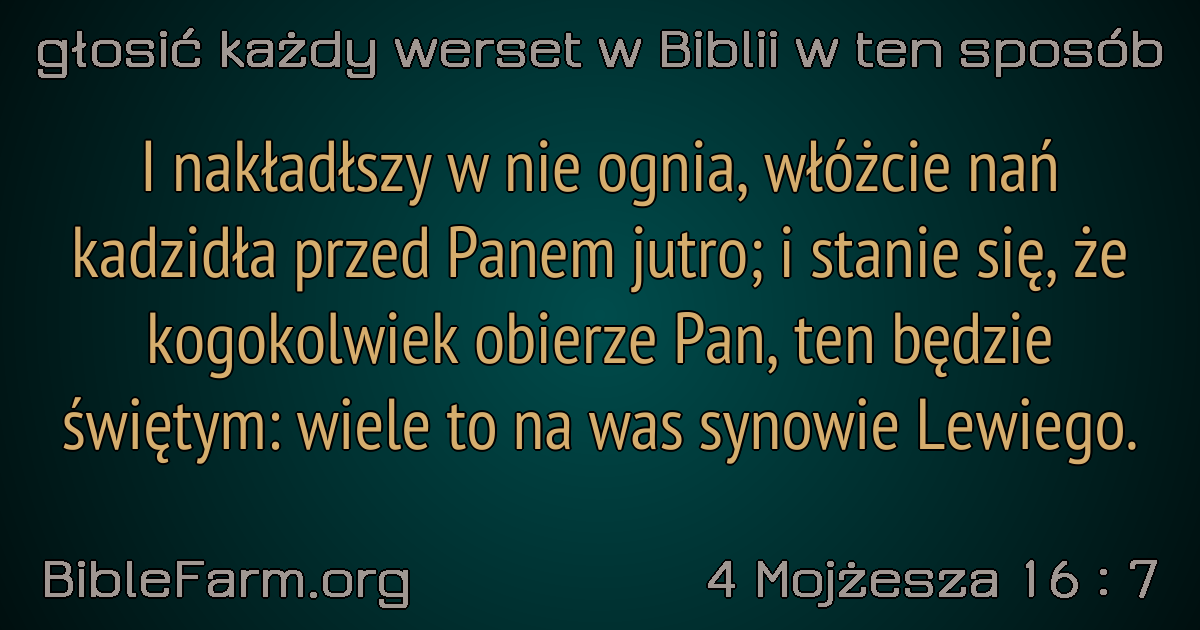 głosić każdy werset w Biblii w ten sposób
I nakładłszy w nie ognia, włóżcie nań
kadzidła przed Panem jutro; i stanie się, że
kogokolwiek obierze Pan, ten będzie
świętym: wiele to na was synowie Lewiego.
BibleFarm.org
4 Mojżesza 16 : 7